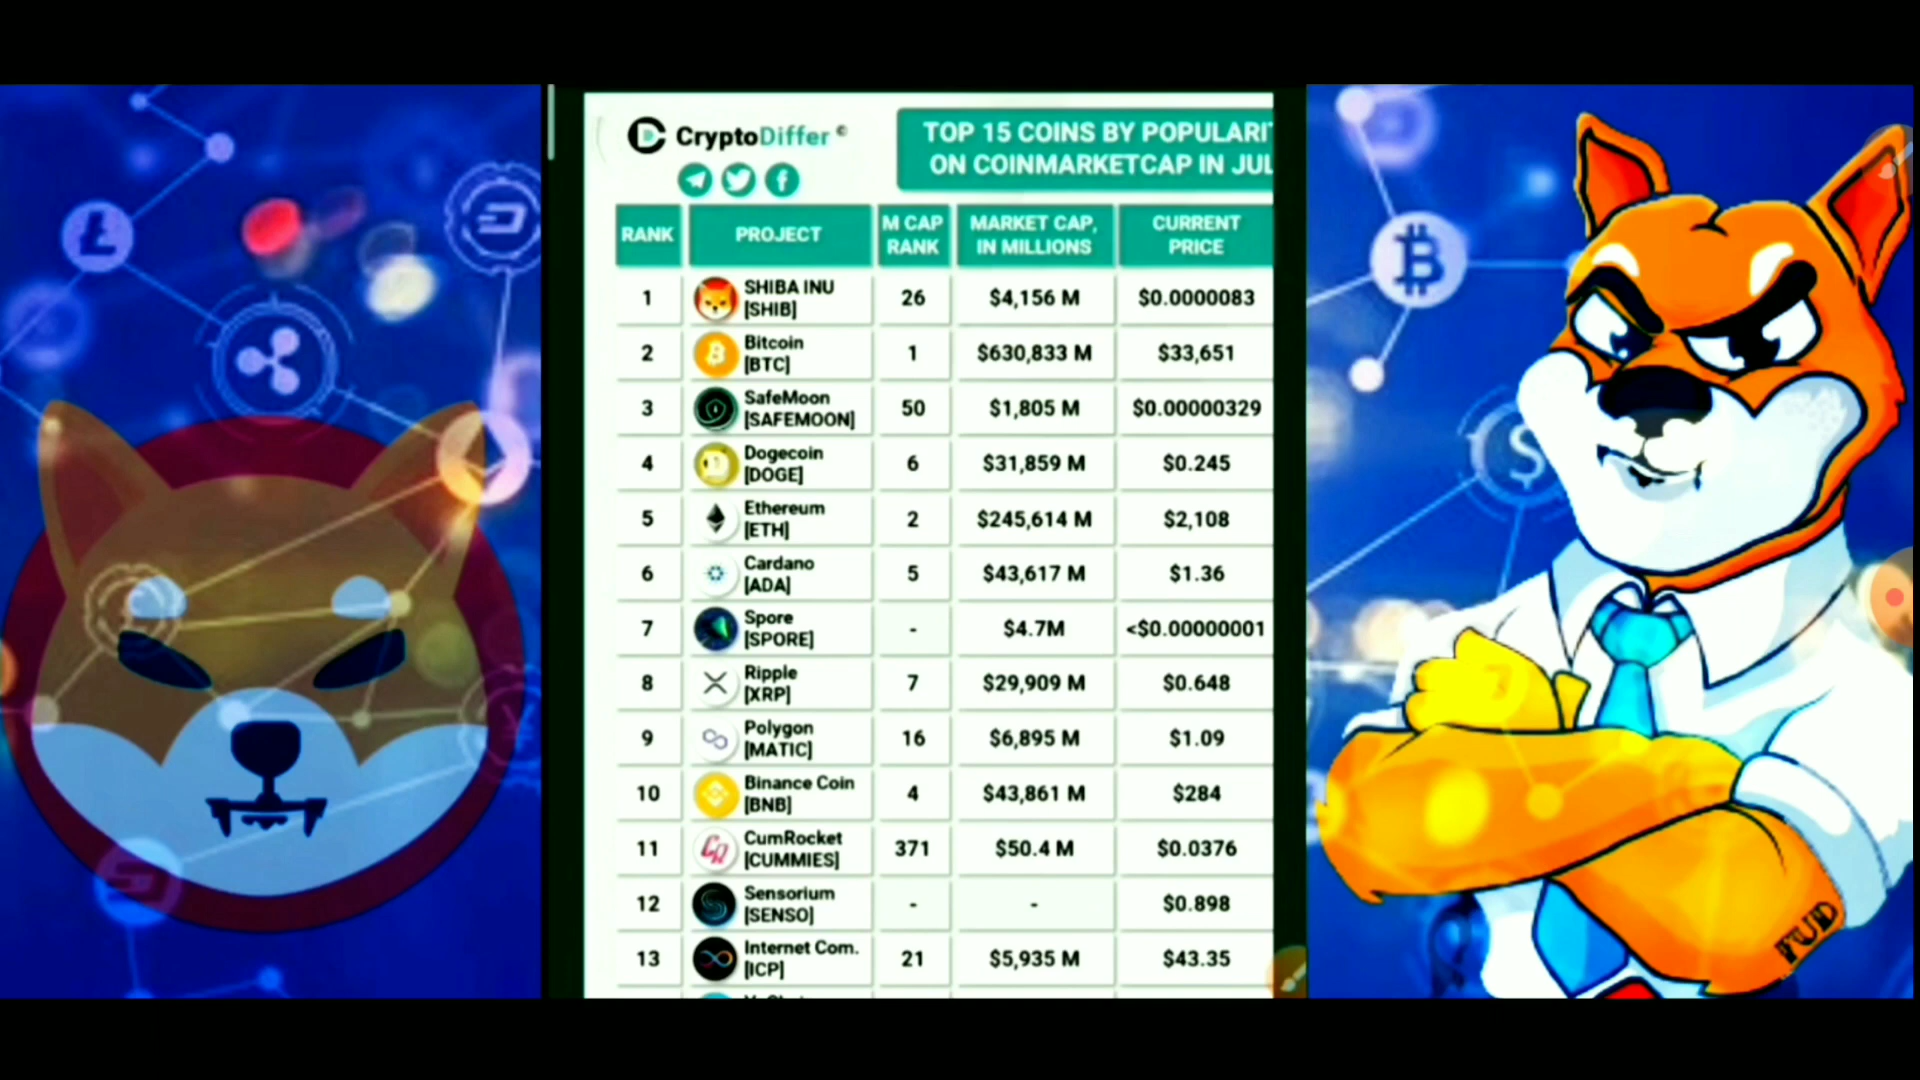 CryptoDiffer
TOP 15 COINS BY POPULARIT
ON COINMARKETCAP IN JUL
RANK PROJECT M CAP RANK MARKET CAP, IN MILLIONS CURRENT PRICE
1 SHIBA INU [SHIB] 26 $4,156 M $0.0000083
2 Bitcoin [BTC] 1 $630,833 M $33,651
3 SafeMoon [SAFEMOON] 50 $1,805 M $0.00000329
4 Dogecoin [DOGE] 6 $31,859 M $0.245
5 Ethereum [ETH] 2 $245,614 M $2,108
6 Cardano [ADA] 5 $43,617 M $1.36
7 Spore [SPORE] - $4.7M <$0.00000001
8 Ripple [XRP] 7 $29,909 M $0.648
9 Polygon [MATIC] 16 $6,895 M $1.09
10 Binance Coin [BNB] 4 $43,861 M $284
11 CumRocket [CUMMIES] 371 $50.4 M $0.0376
12 Sensorium [SENSO] - - $0.898
13 Internet Com. [ICP] 21 $5,935 M $43.35
FUD